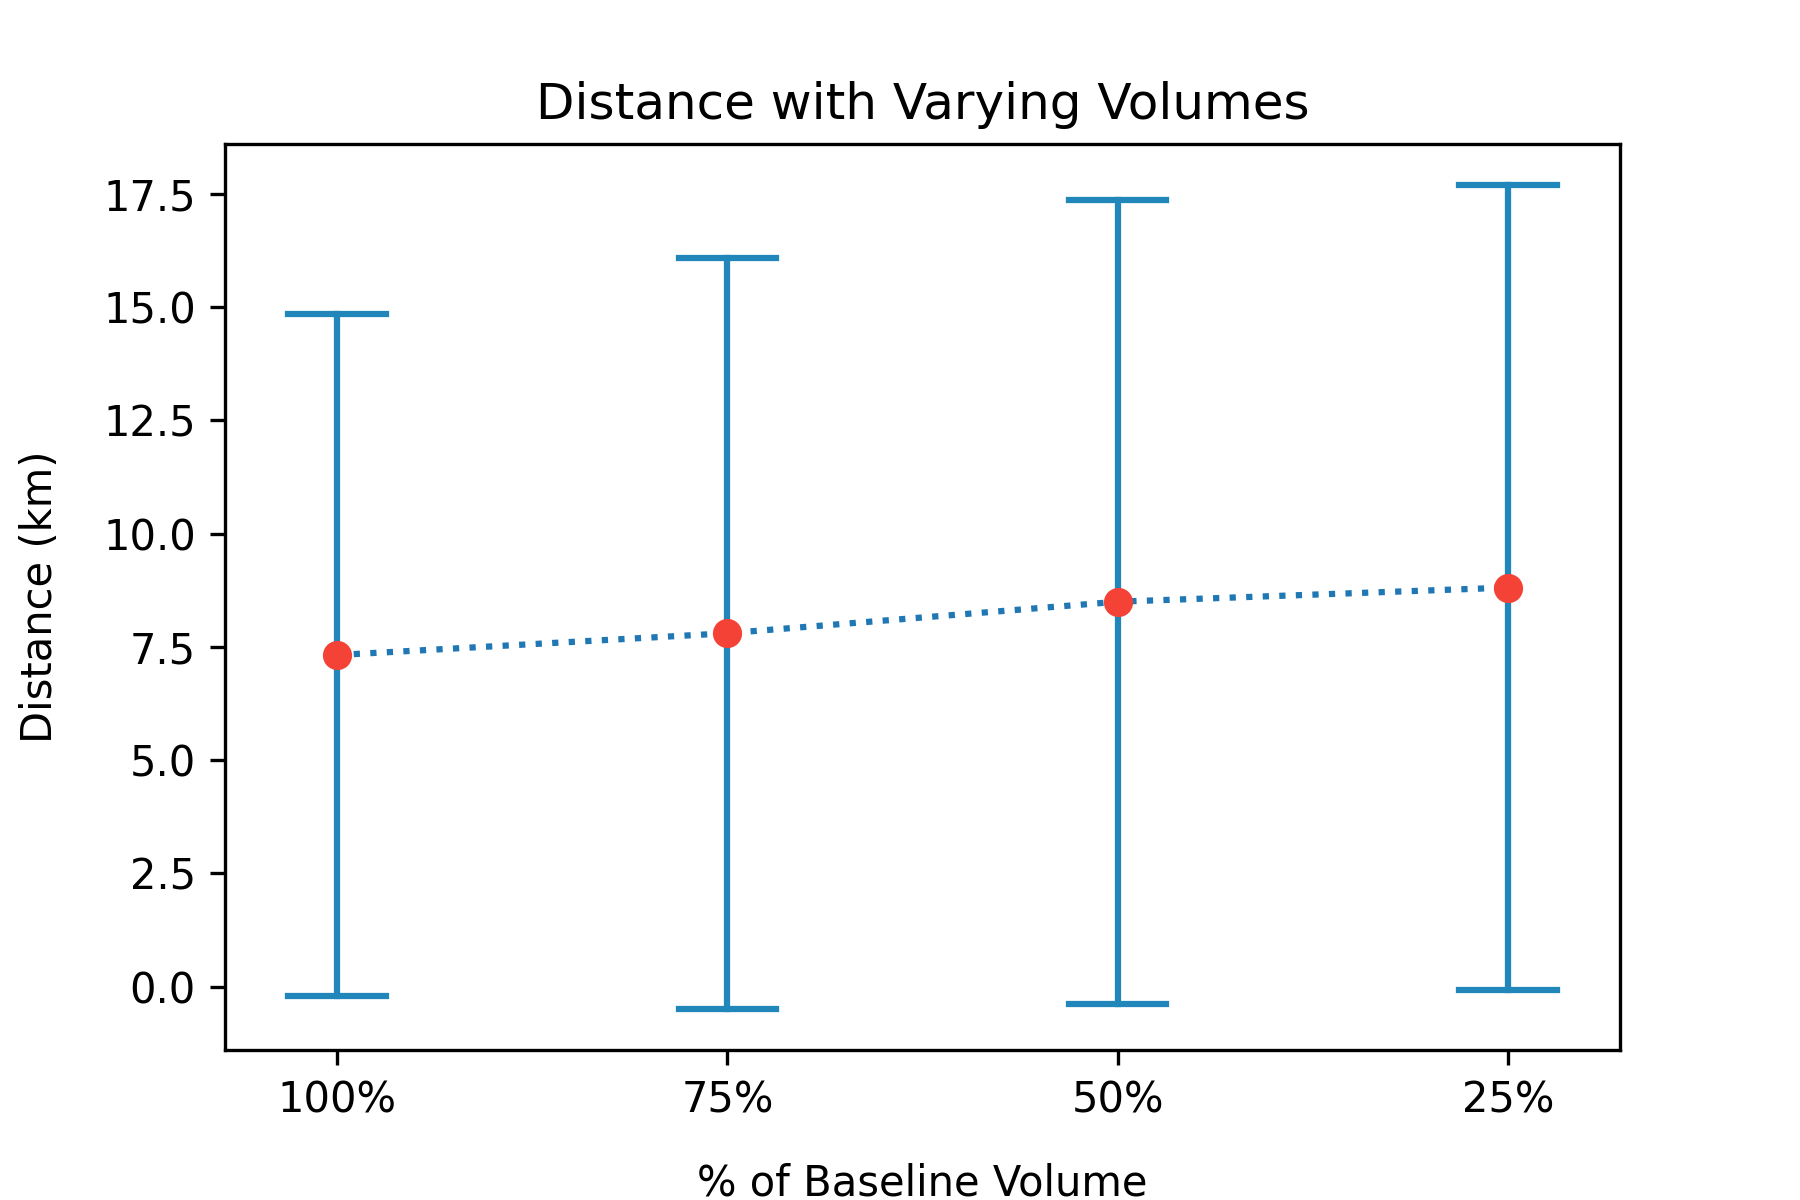 Distance with Varying Volumes
Distance (km)
17.5
15.0
12.5
10.0
7.5
5.0
2.5
0.0
100% 75% 50% 25%
% of Baseline Volume